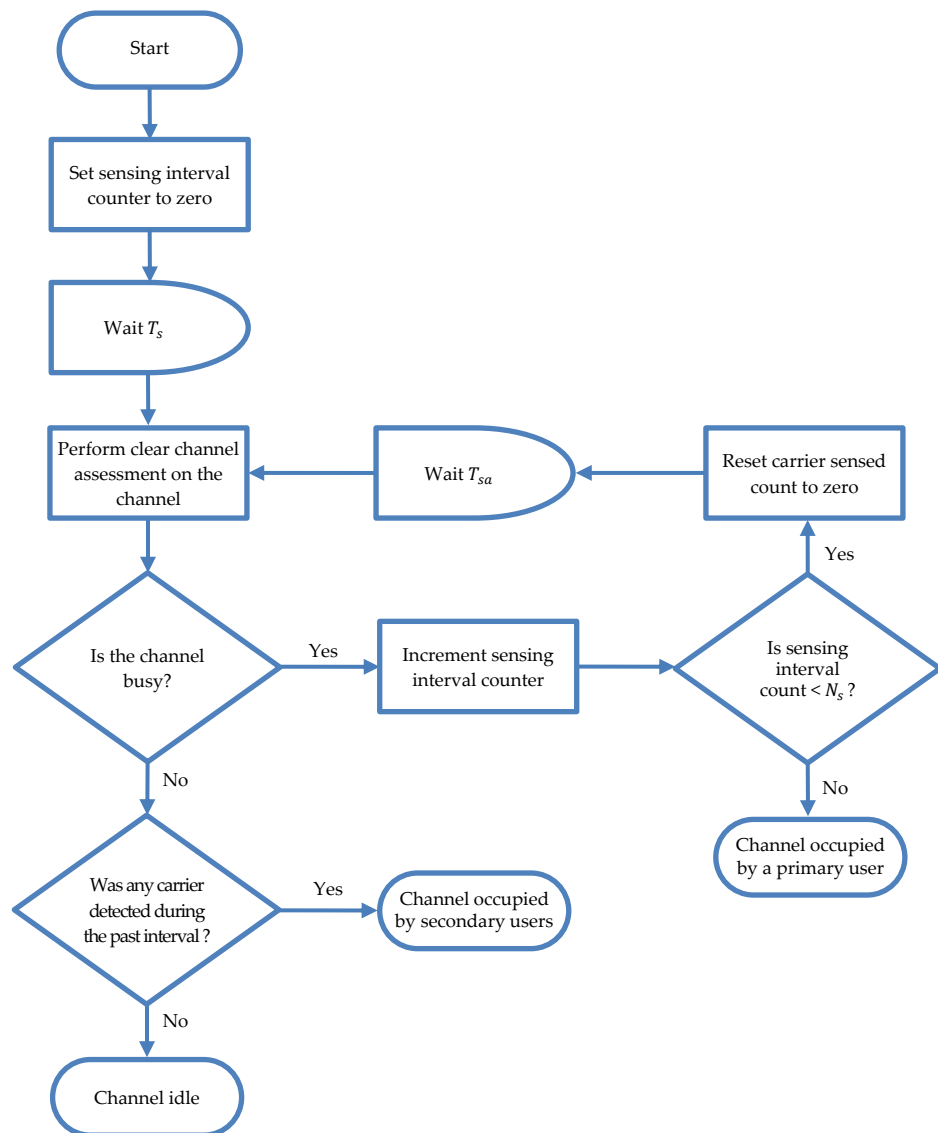 Start
Set sensing interval
counter to zero
Wait Tₛ
Perform clear channel
assessment on the
channel
Wait Tₛₐ
Reset carrier sensed
count to zero
Yes
Is the channel
busy?
Yes
Increment sensing
interval counter
Is sensing
interval
count < Nₛ ?
No
No
Channel occupied
by a primary user
Was any carrier
detected during
the past interval ?
Yes
Channel occupied
by secondary users
No
Channel idle